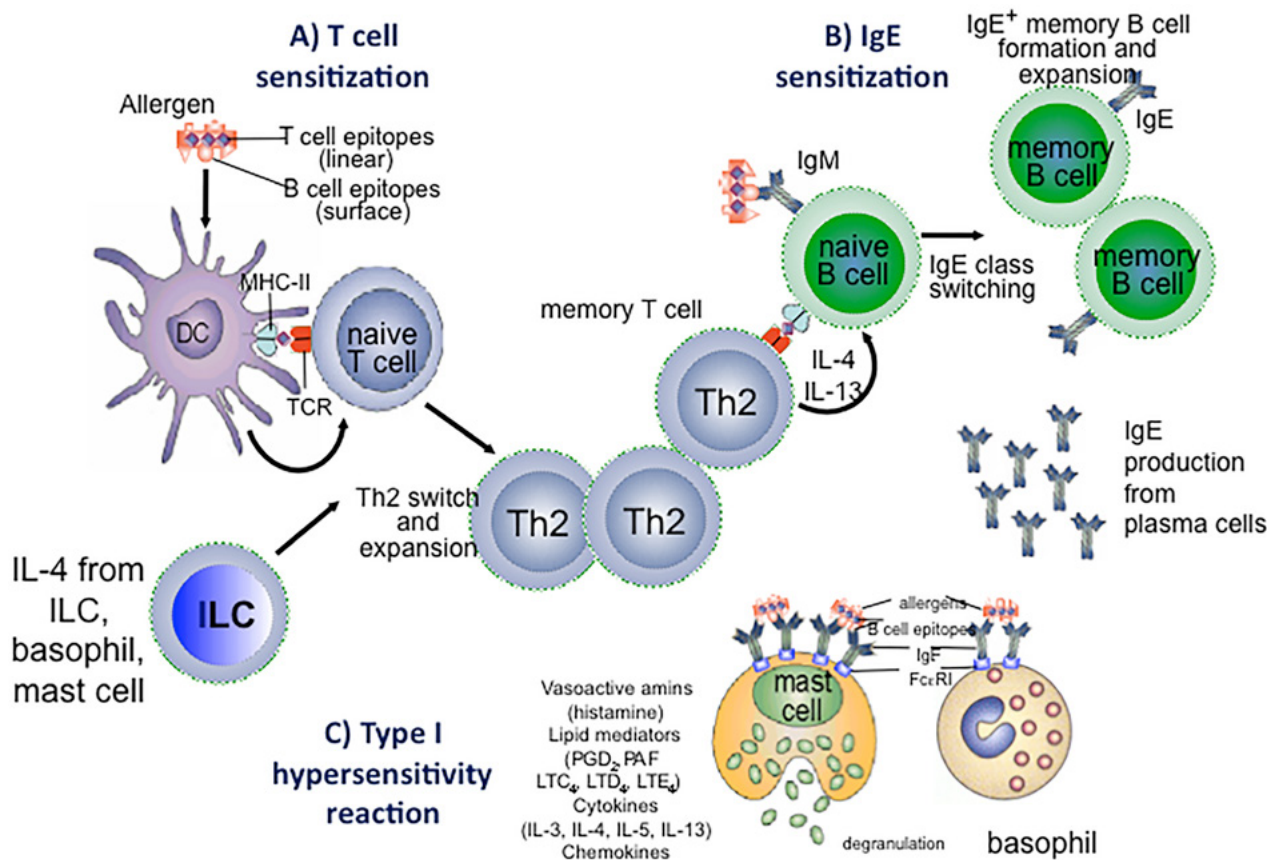 A) T cell
sensitization
Allergen
T cell epitopes
(linear)
B cell epitopes
(surface)
MHC-II
DC
naive
T cell
TCR
Th2 switch
and
expansion
Th2
Th2
IL-4 from
ILC,
basophil,
mast cell
ILC
B) IgE
sensitization
IgE+ memory B cell
formation and
expansion
IgM
IgE
memory
B cell
naive
B cell
IgE class
switching
memory
B cell
memory T cell
Th2
IL-4
IL-13
IgE
production
from
plasma cells
C) Type I
hypersensitivity
reaction
Vasoactive amins
(histamine)
Lipid mediators
(PGD2, PAF
LTC4, LTD4, LTE4)
Cytokines
(IL-3, IL-4, IL-5, IL-13)
Chemokines
allergens
B cell epitopes
IgE
FcεRI
mast
cell
degranulation
basophil